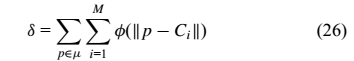 δ = ∑_{p∈μ} ∑_{i=1}^{M} ϕ(‖p − C_i‖) (26)